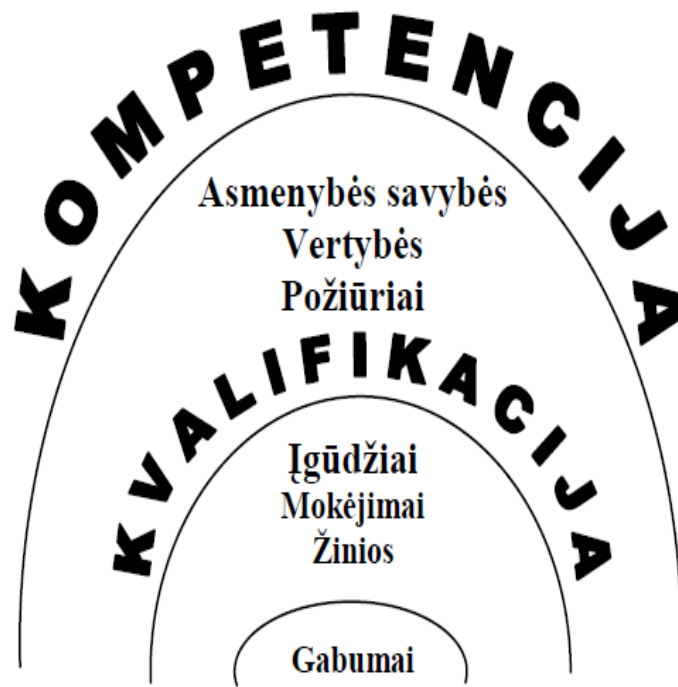 KOMPETENCIJA
Asmenybės savybės
Vertybės
Požiūriai
KVALIFIKACIJA
Įgūdžiai
Mokėjimai
Žinios
Gabumai